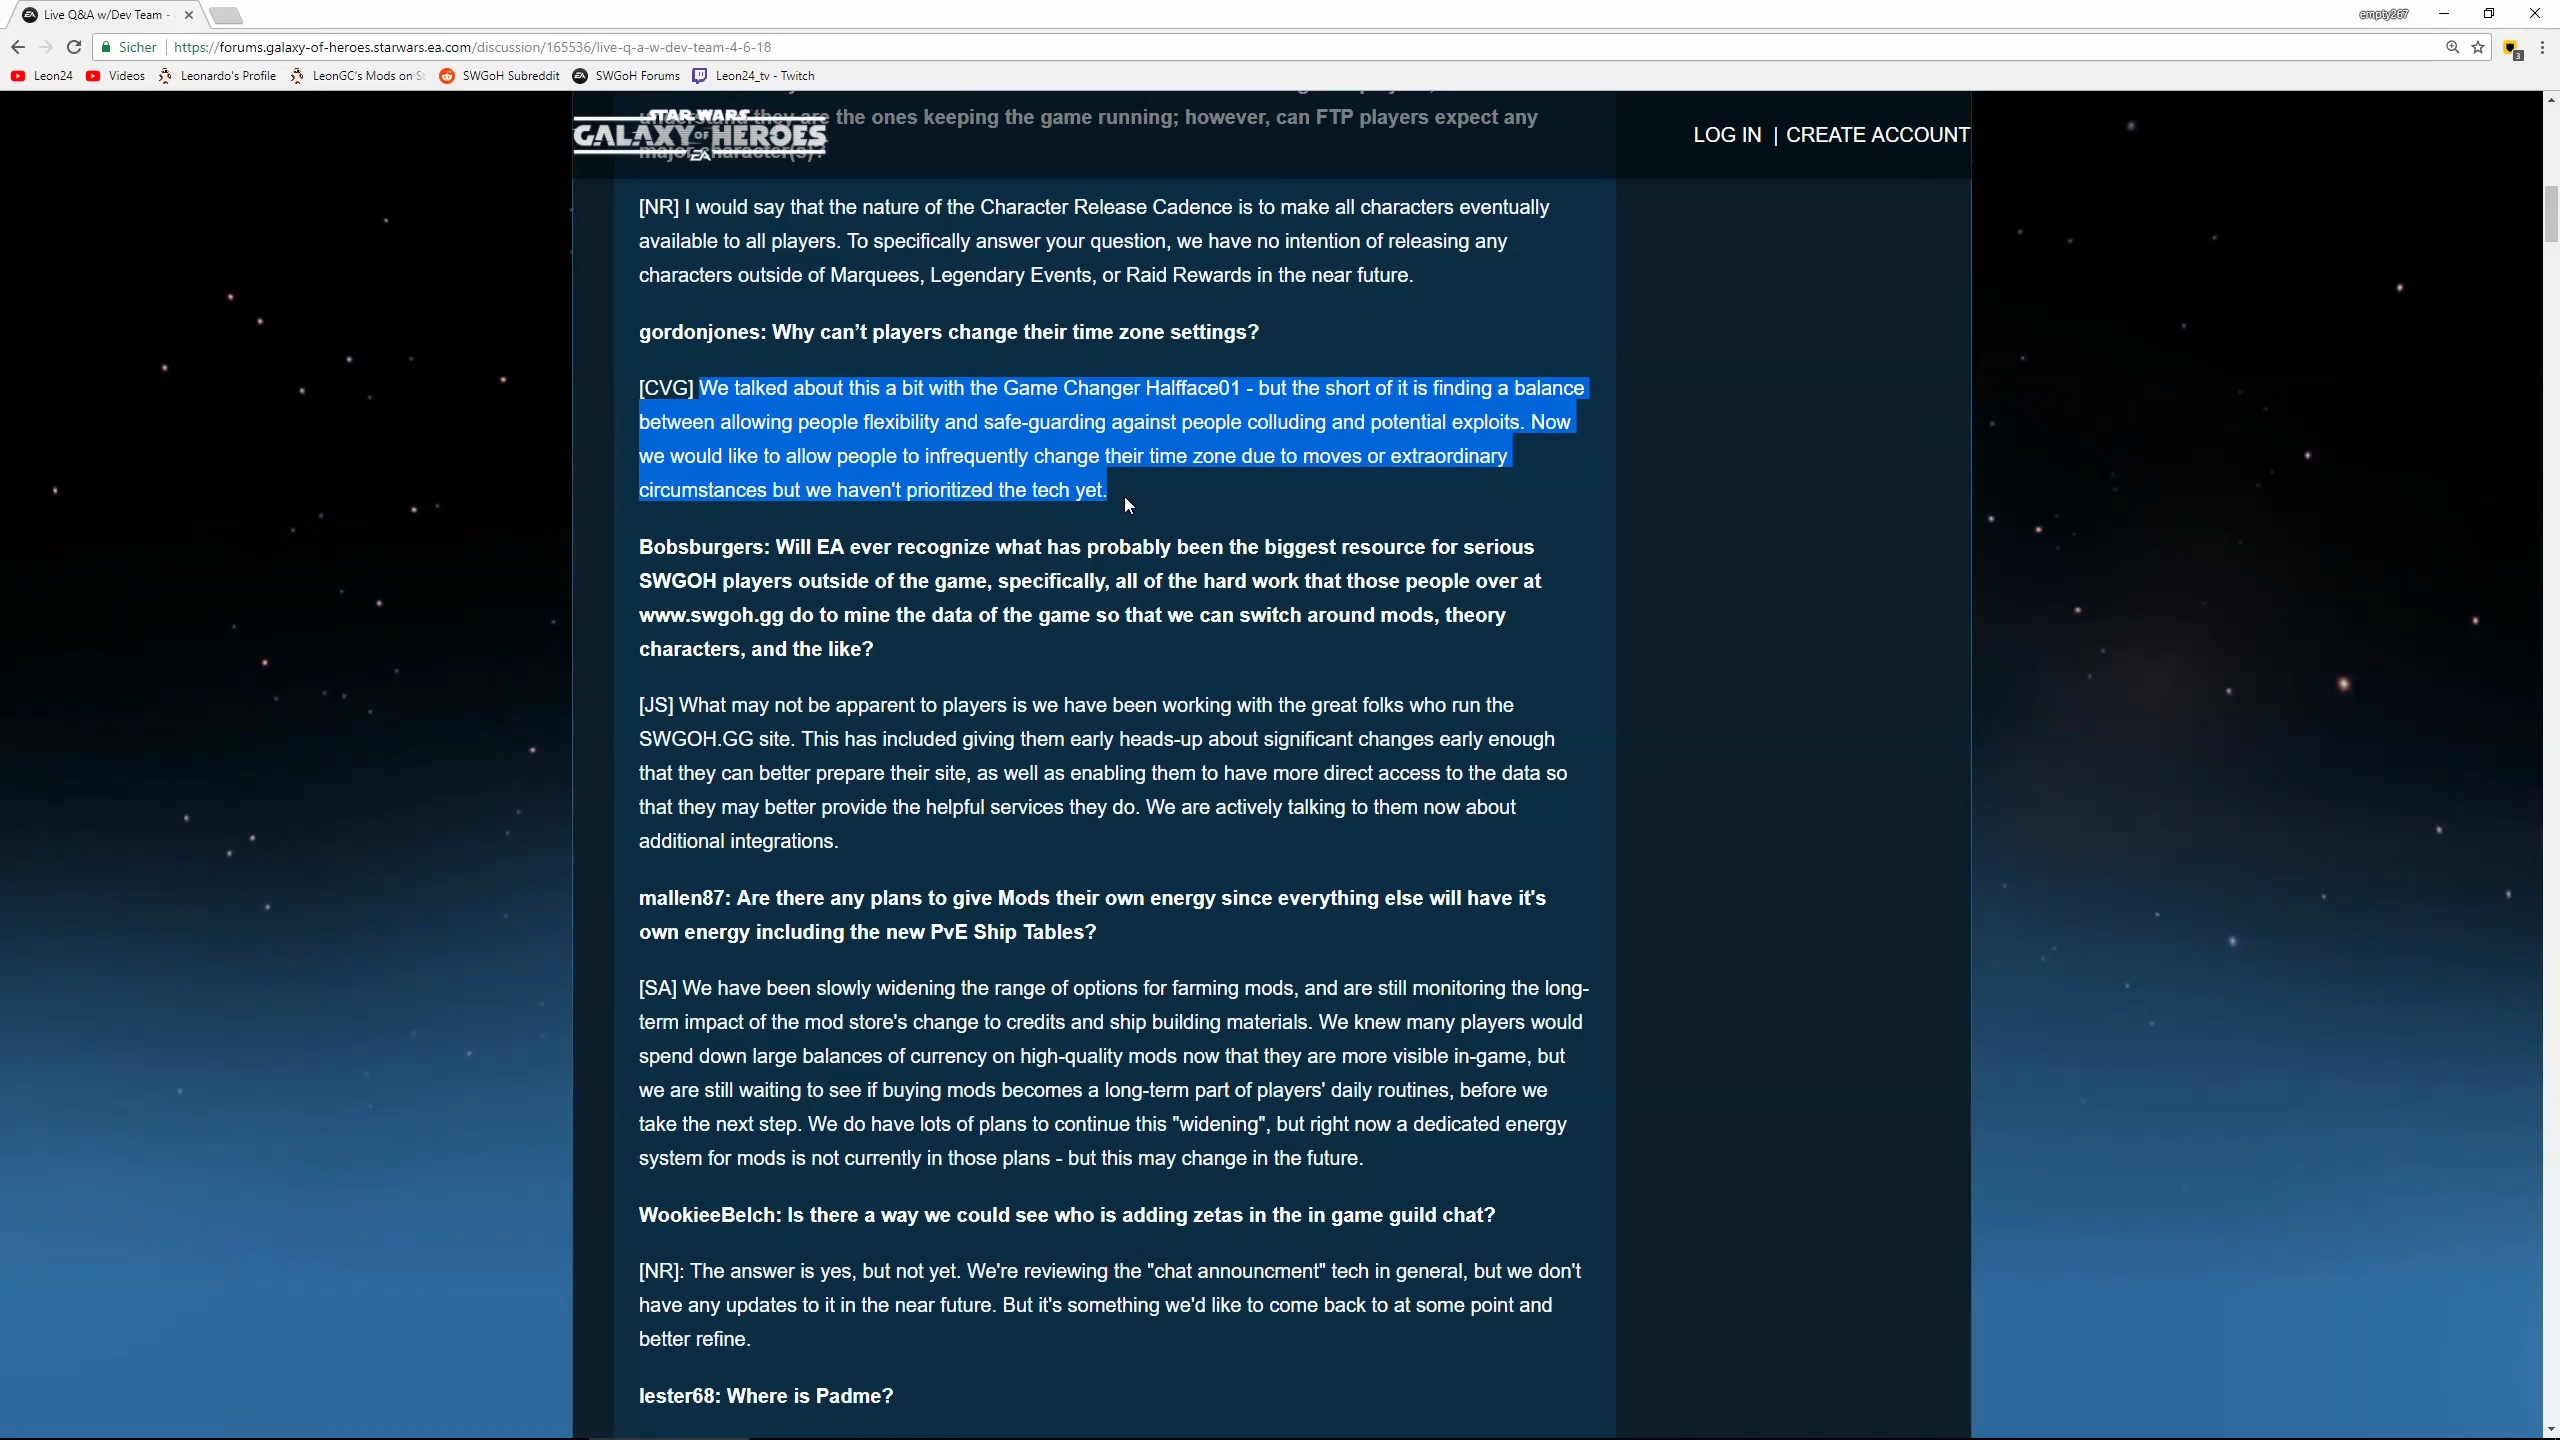 Live Q&A w/Dev Team -
empty267
Sicher
https://forums.galaxy-of-heroes.starwars.ea.com/discussion/165536/live-q-a-w-dev-team-4-6-18
3
Leon24
Videos
Leonardo's Profile
LeonGC's Mods on S
SWGoH Subreddit
SWGoH Forums
Leon24_tv - Twitch
STAR WARS
GALAXY OF HEROES
EA
LOG IN | CREATE ACCOUNT
understand they are the ones keeping the game running; however, can FTP players expect any
major character(s)?
[NR] I would say that the nature of the Character Release Cadence is to make all characters eventually
available to all players. To specifically answer your question, we have no intention of releasing any
characters outside of Marquees, Legendary Events, or Raid Rewards in the near future.
gordonjones: Why can’t players change their time zone settings?
[CVG] We talked about this a bit with the Game Changer Halfface01 - but the short of it is finding a balance
between allowing people flexibility and safe-guarding against people colluding and potential exploits. Now
we would like to allow people to infrequently change their time zone due to moves or extraordinary
circumstances but we haven't prioritized the tech yet.
Bobsburgers: Will EA ever recognize what has probably been the biggest resource for serious
SWGOH players outside of the game, specifically, all of the hard work that those people over at
www.swgoh.gg do to mine the data of the game so that we can switch around mods, theory
characters, and the like?
[JS] What may not be apparent to players is we have been working with the great folks who run the
SWGOH.GG site. This has included giving them early heads-up about significant changes early enough
that they can better prepare their site, as well as enabling them to have more direct access to the data so
that they may better provide the helpful services they do. We are actively talking to them now about
additional integrations.
mallen87: Are there any plans to give Mods their own energy since everything else will have it's
own energy including the new PvE Ship Tables?
[SA] We have been slowly widening the range of options for farming mods, and are still monitoring the long-
term impact of the mod store's change to credits and ship building materials. We knew many players would
spend down large balances of currency on high-quality mods now that they are more visible in-game, but
we are still waiting to see if buying mods becomes a long-term part of players' daily routines, before we
take the next step. We do have lots of plans to continue this "widening", but right now a dedicated energy
system for mods is not currently in those plans - but this may change in the future.
WookieeBelch: Is there a way we could see who is adding zetas in the in game guild chat?
[NR]: The answer is yes, but not yet. We're reviewing the "chat announcment" tech in general, but we don't
have any updates to it in the near future. But it's something we'd like to come back to at some point and
better refine.
lester68: Where is Padme?